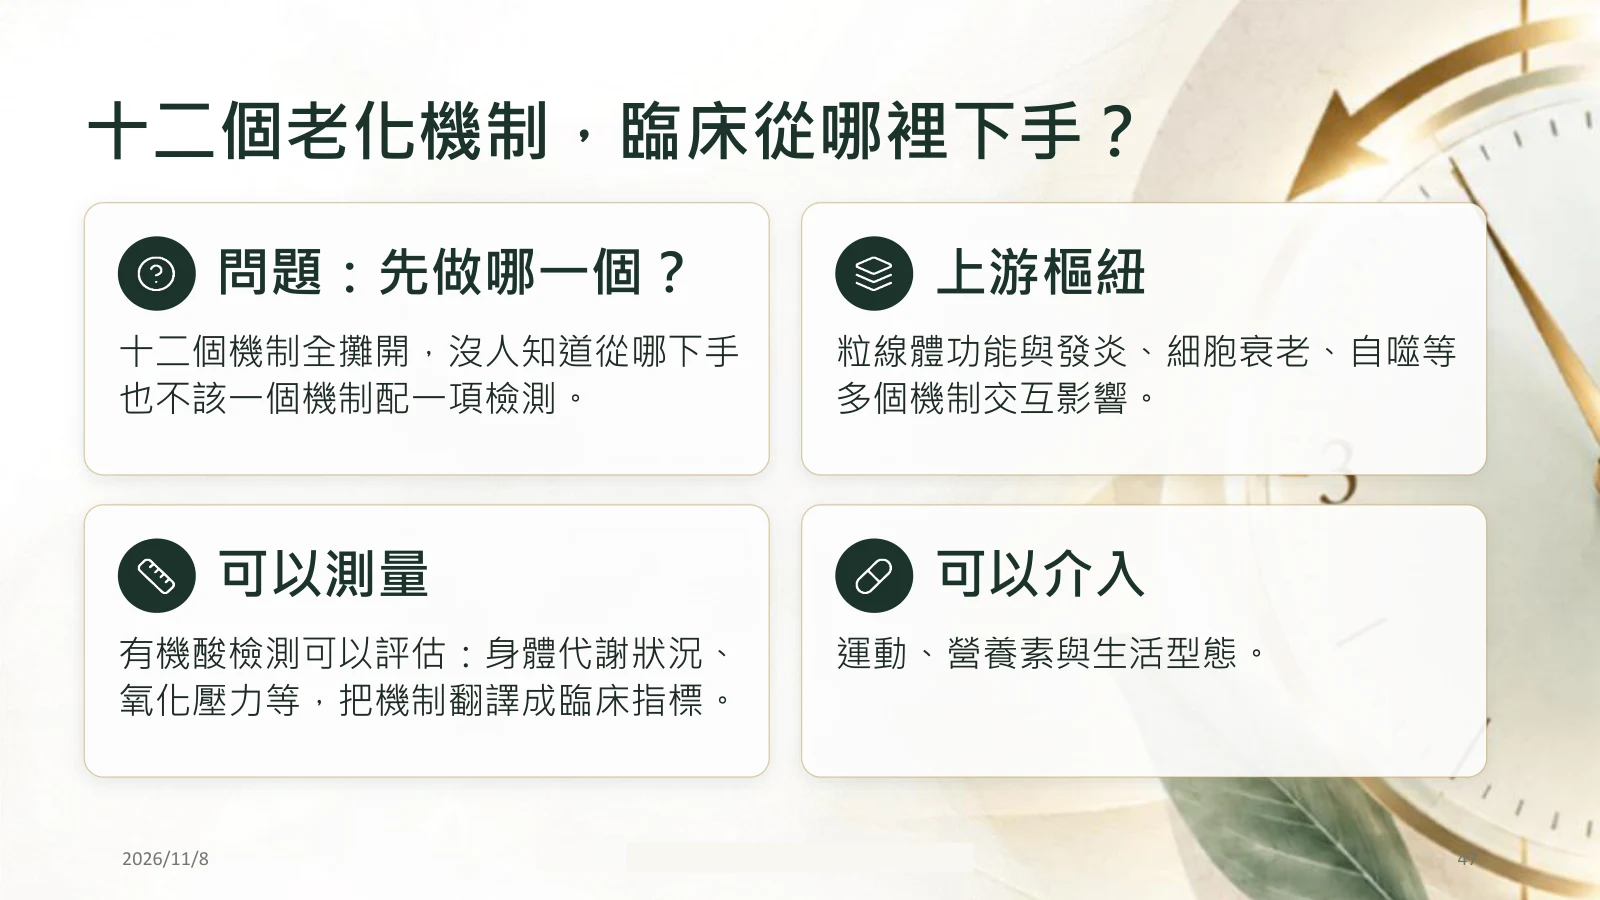 十二個老化機制，臨床從哪裡下手？
問題：先做哪一個？
十二個機制全攤開，沒人知道從哪下手
也不該一個機制配一項檢測。
上游樞紐
粒線體功能與發炎、細胞衰老、自噬等
多個機制交互影響。
可以測量
有機酸檢測可以評估：身體代謝狀況、
氧化壓力等，把機制翻譯成臨床指標。
可以介入
運動、營養素與生活型態。
3
2026/11/8
47